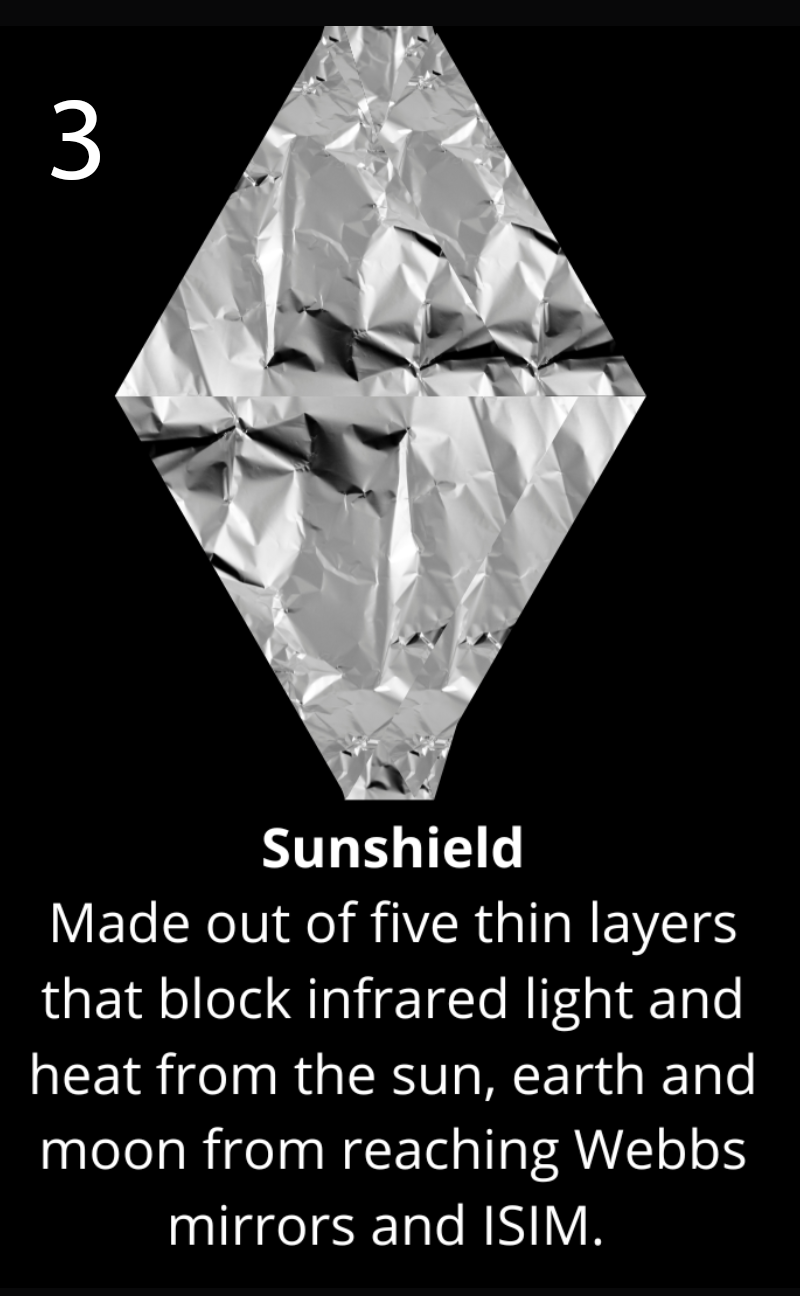 3
Sunshield
Made out of five thin layers
that block infrared light and
heat from the sun, earth and
moon from reaching Webbs
mirrors and ISIM.